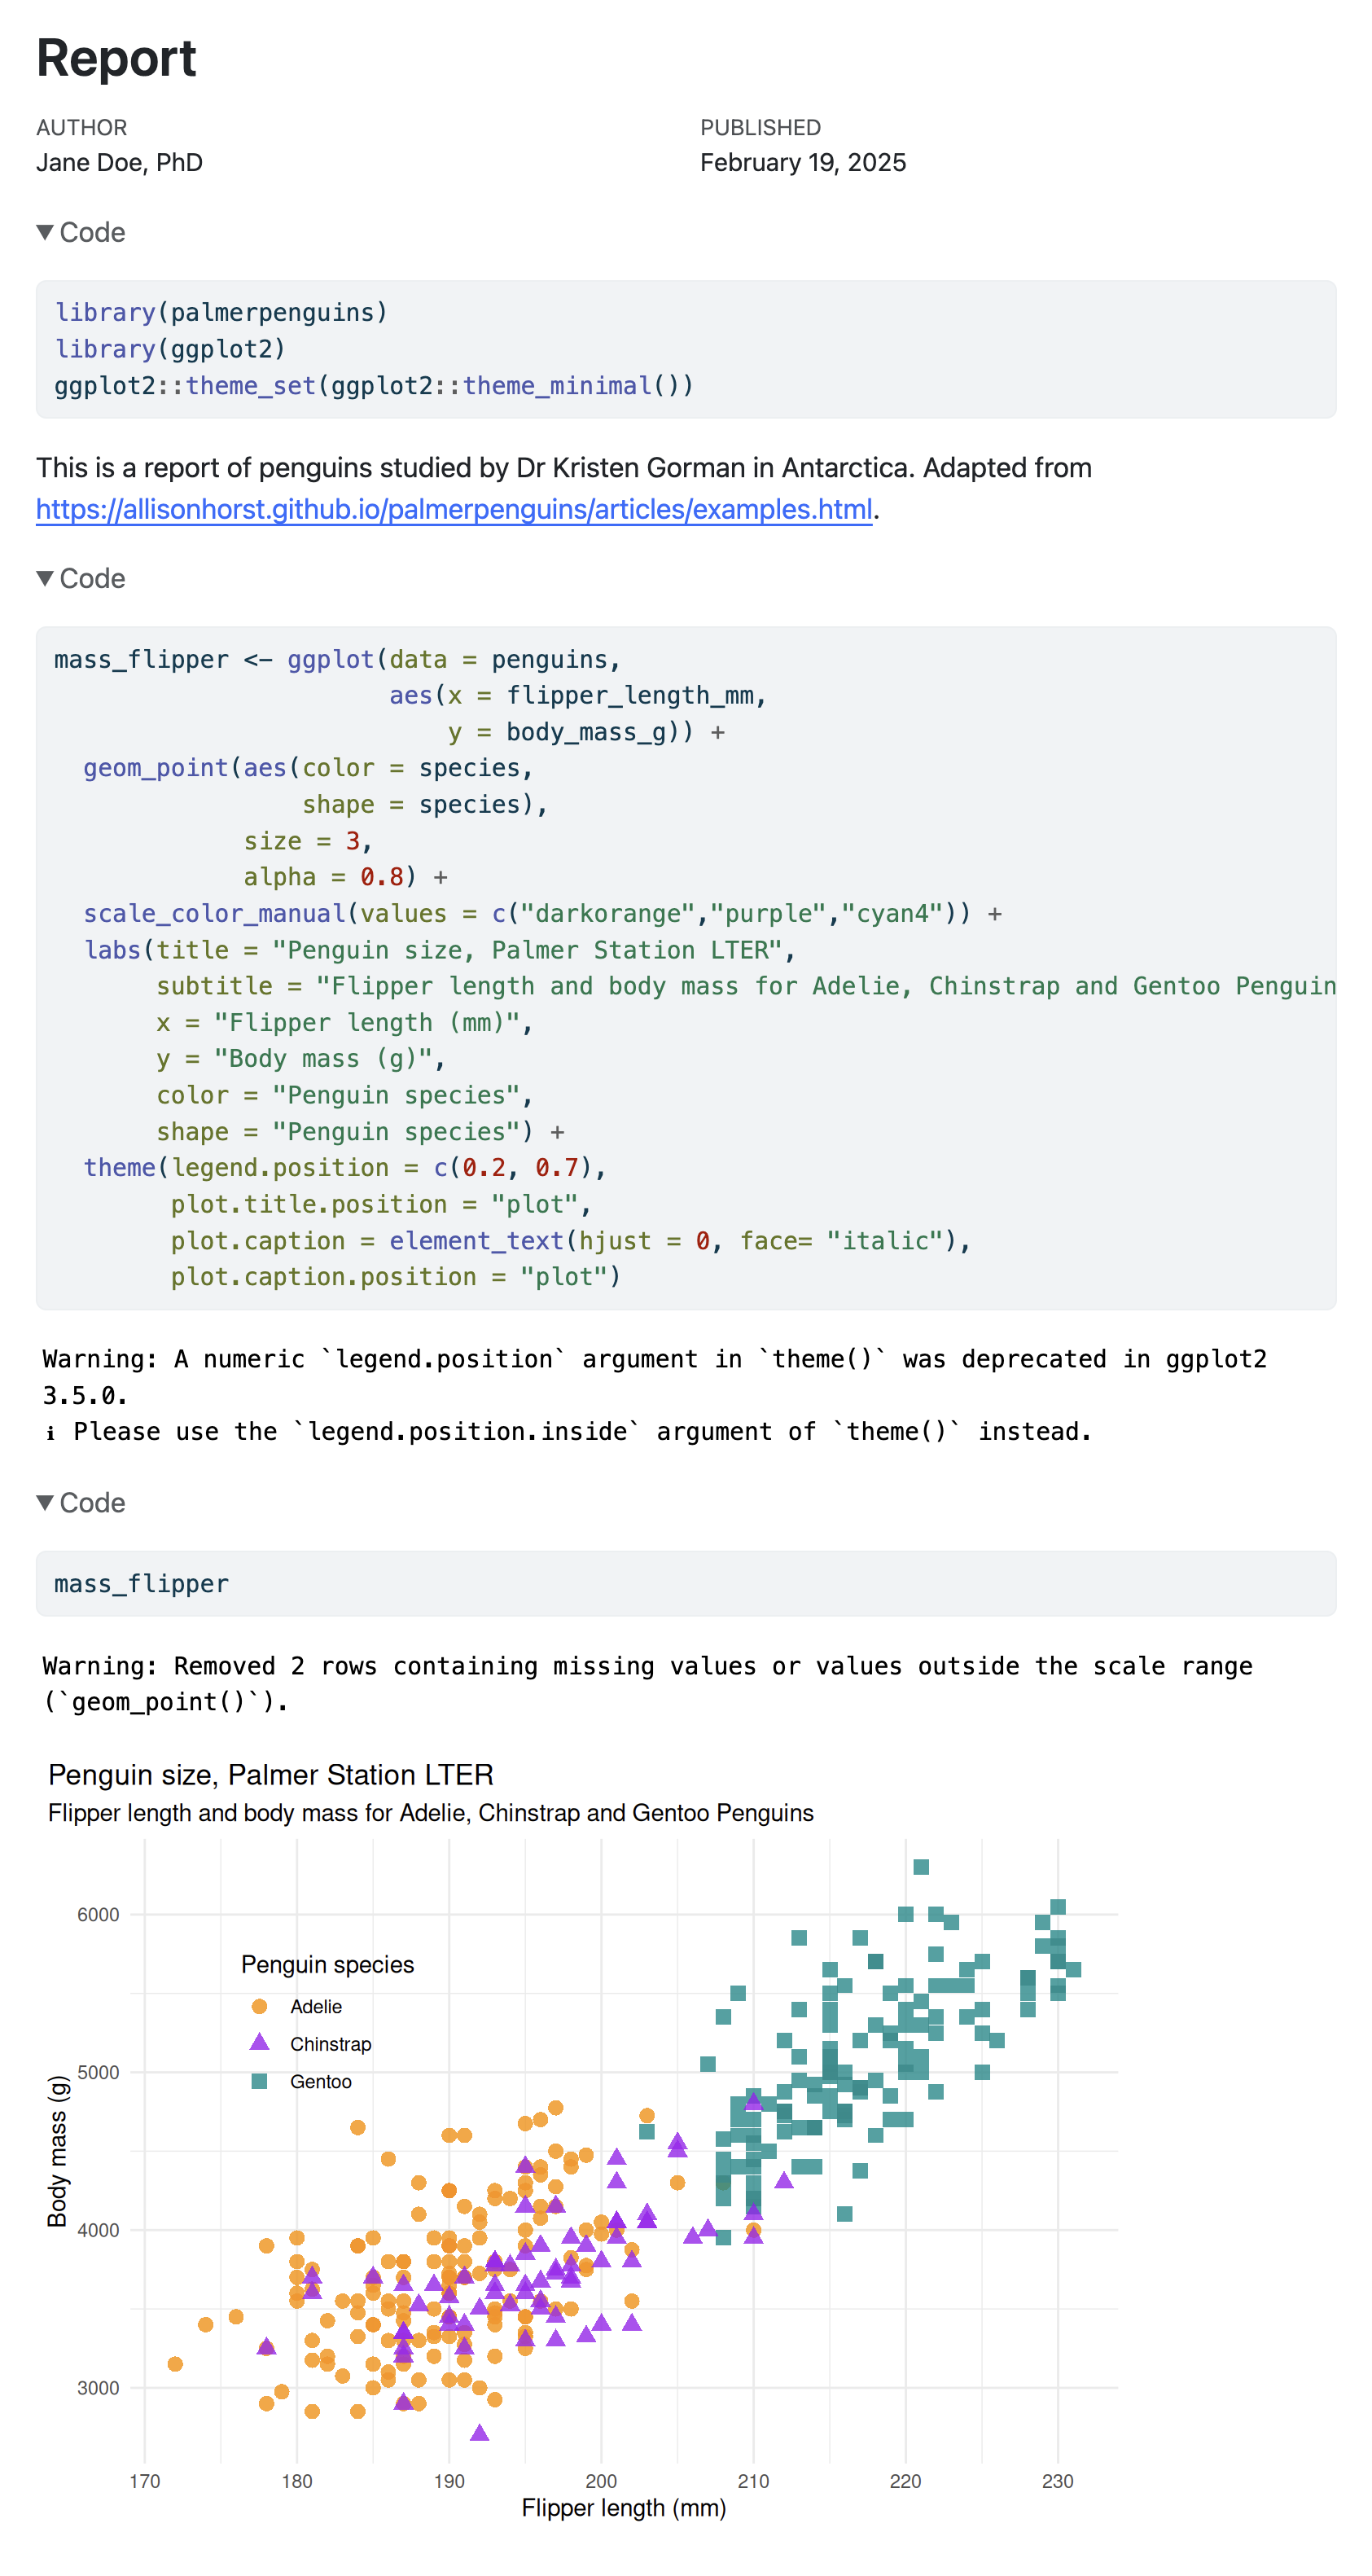 Report
AUTHOR
PUBLISHED
Jane Doe, PhD
February 19, 2025
▼ Code
library(palmerpenguins)
library(ggplot2)
ggplot2::theme_set(ggplot2::theme_minimal())
This is a report of penguins studied by Dr Kristen Gorman in Antarctica. Adapted from
https://allisonhorst.github.io/palmerpenguins/articles/examples.html.
▼ Code
mass_flipper <- ggplot(data = penguins,
                       aes(x = flipper_length_mm,
                           y = body_mass_g)) +
  geom_point(aes(color = species,
                 shape = species),
             size = 3,
             alpha = 0.8) +
  scale_color_manual(values = c("darkorange","purple","cyan4")) +
  labs(title = "Penguin size, Palmer Station LTER",
       subtitle = "Flipper length and body mass for Adelie, Chinstrap and Gentoo Penguin
       x = "Flipper length (mm)",
       y = "Body mass (g)",
       color = "Penguin species",
       shape = "Penguin species") +
  theme(legend.position = c(0.2, 0.7),
        plot.title.position = "plot",
        plot.caption = element_text(hjust = 0, face= "italic"),
        plot.caption.position = "plot")
Warning: A numeric `legend.position` argument in `theme()` was deprecated in ggplot2
3.5.0.
ℹ Please use the `legend.position.inside` argument of `theme()` instead.
▼ Code
mass_flipper
Warning: Removed 2 rows containing missing values or values outside the scale range
(`geom_point()`).
Penguin size, Palmer Station LTER
Flipper length and body mass for Adelie, Chinstrap and Gentoo Penguins
6000
5000
4000
3000
Body mass (g)
Penguin species
Adelie
Chinstrap
Gentoo
170
180
190
200
210
220
230
Flipper length (mm)